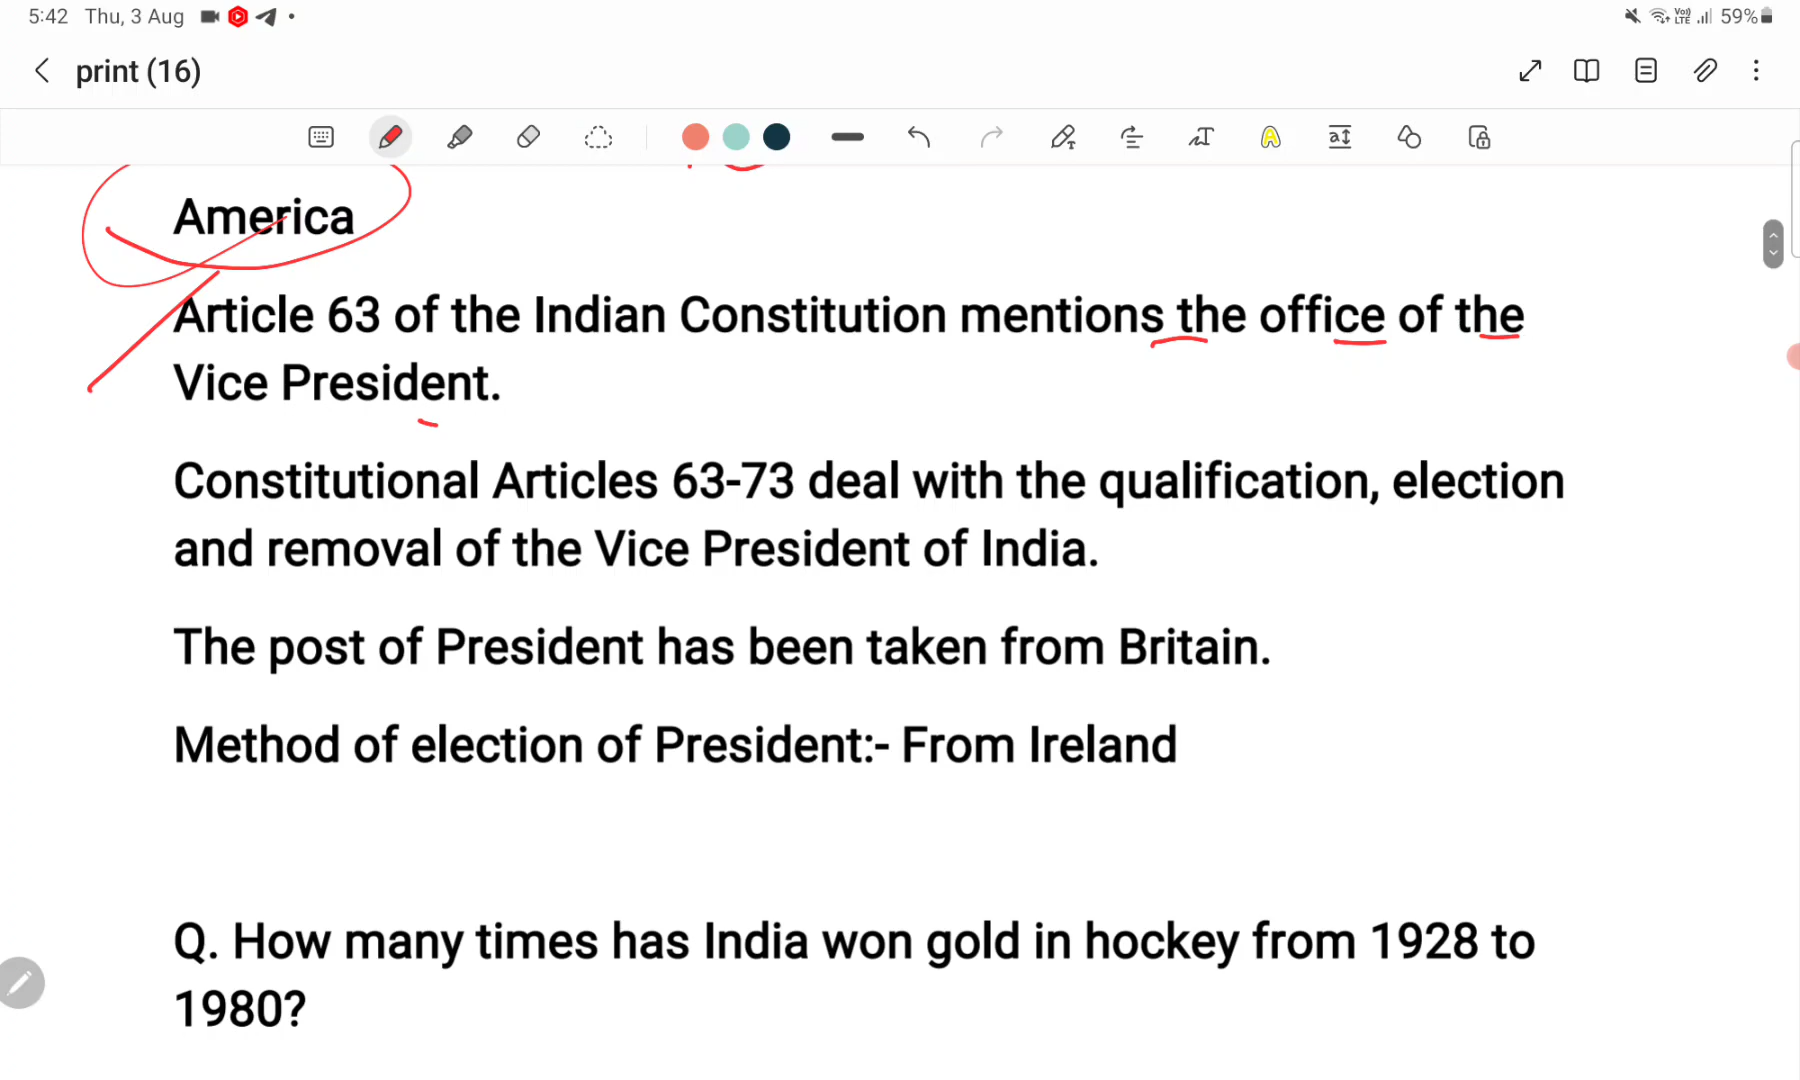 5:42 Thu, 3 Aug
Vo)) LTE 59%
print (16)
America
Article 63 of the Indian Constitution mentions the office of the
Vice President.
Constitutional Articles 63-73 deal with the qualification, election
and removal of the Vice President of India.
The post of President has been taken from Britain.
Method of election of President:- From Ireland
Q. How many times has India won gold in hockey from 1928 to
1980?